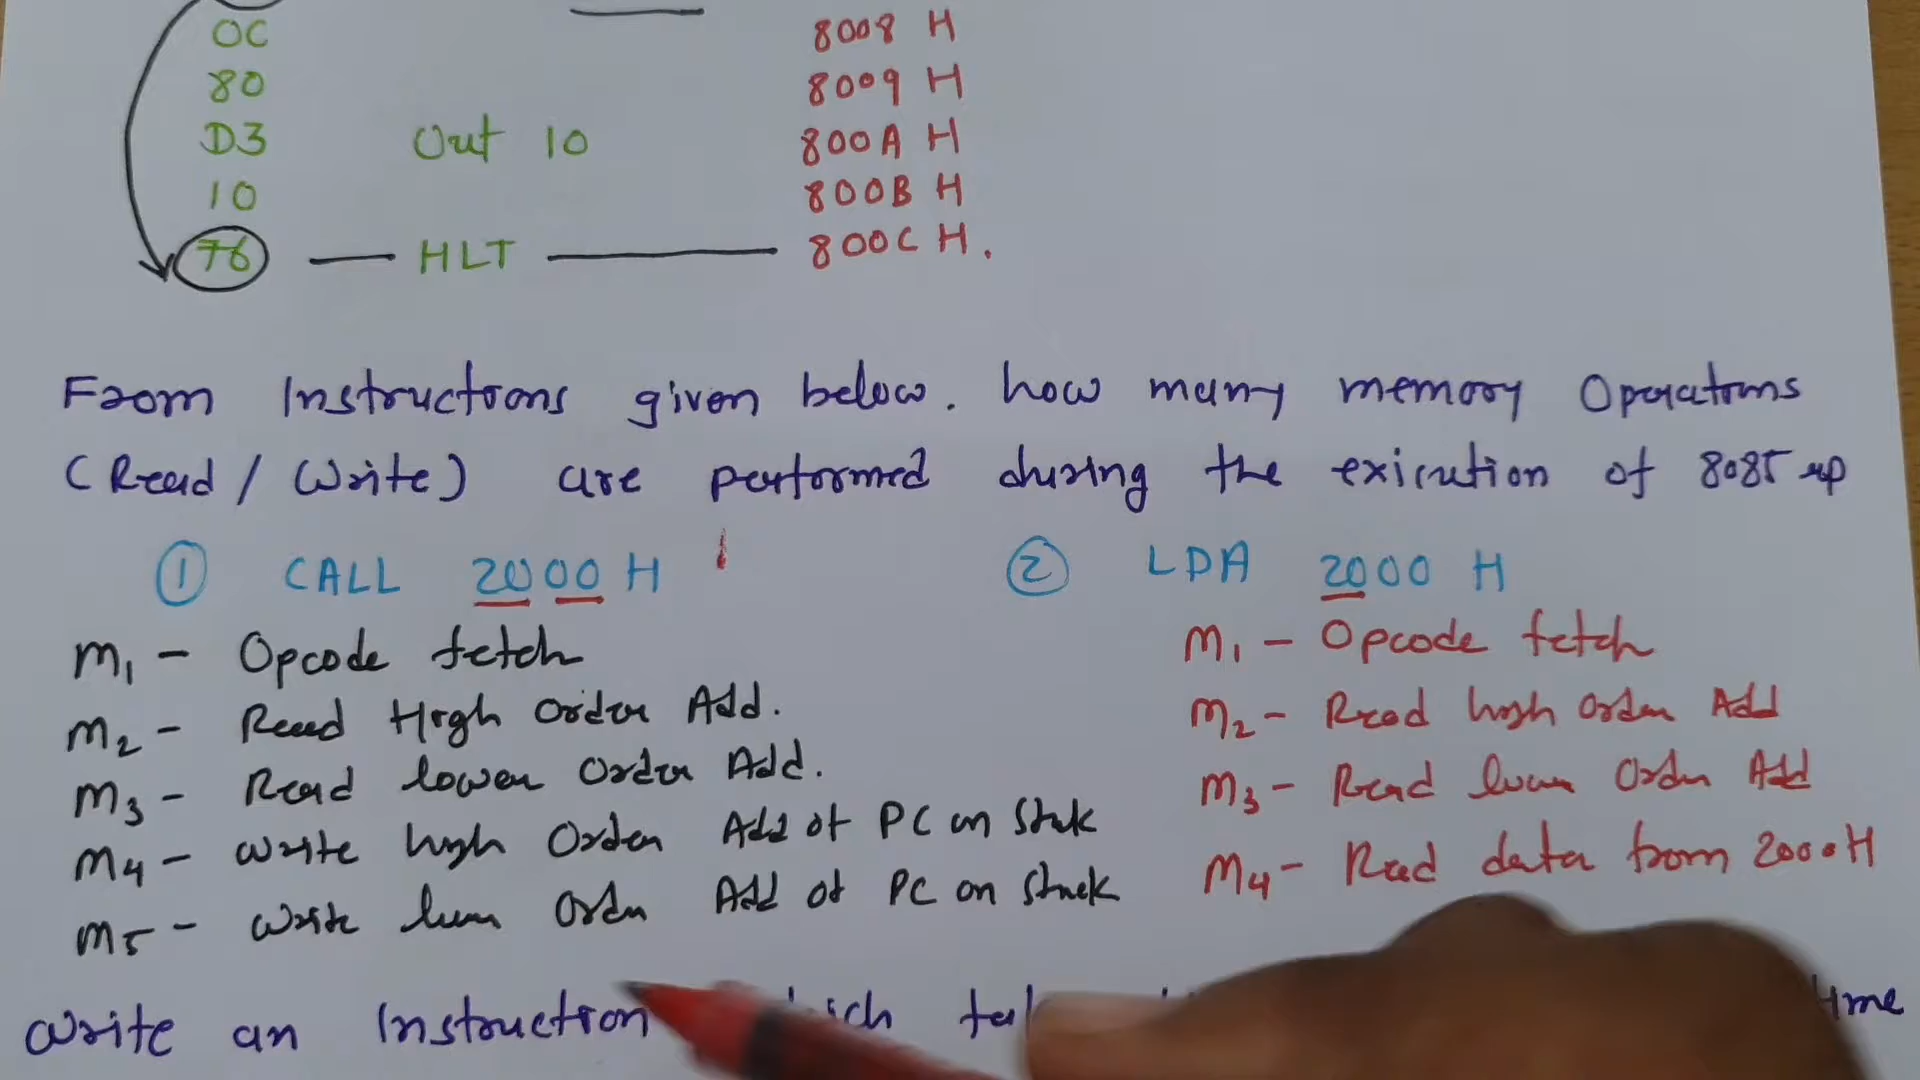 0C 8008 H
80 8009 H
D3 Out 10 800A H
10 800B H
76 — HLT — 800C H.
From Instructions given below. how many memory Operations
(Read / Write) are performed during the exicution of 8085 up
① CALL 2000 H
M1 - Opcode fetch
M2 - Read High Order Add.
M3 - Read lower Order Add.
M4 - Write high Order Add of PC on Stack
M5 - Write lower Order Add of PC on Stack
② LDA 2000 H
M1 - Opcode fetch
M2 - Read high Order Add
M3 - Read lower Order Add
M4 - Read data from 2000H
Write an Instruction